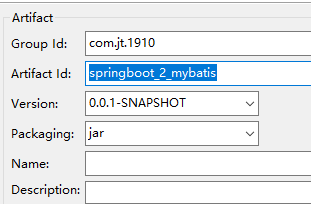 Artifact
Group Id: com.jt.1910
Artifact Id: springboot_2_mybatis
Version: 0.0.1-SNAPSHOT
Packaging: jar
Name:
Description: